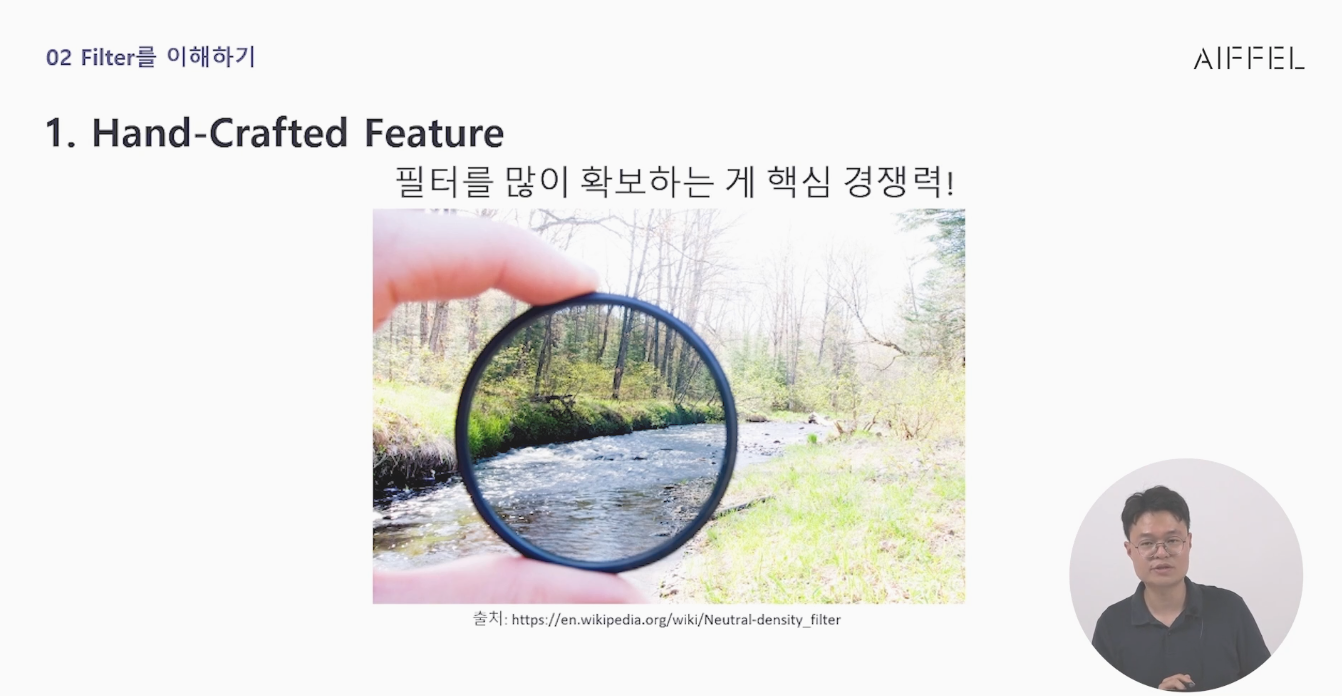 02 Filter를 이해하기
AIFFEL
1. Hand-Crafted Feature
필터를 많이 확보하는 게 핵심 경쟁력!
출처: https://en.wikipedia.org/wiki/Neutral-density_filter